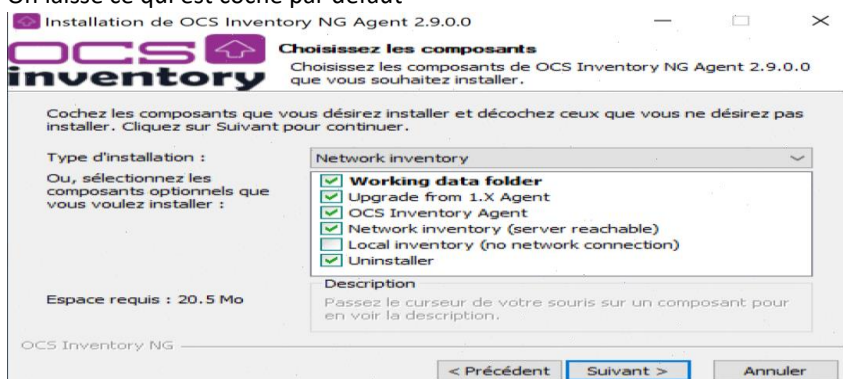 On laisse ce qui est coché par défaut
Installation de OCS Inventory NG Agent 2.9.0.0
OCS
inventory
Choisissez les composants
Choisissez les composants de OCS Inventory NG Agent 2.9.0.0
que vous souhaitez installer.
Cochez les composants que vous désirez installer et décochez ceux que vous ne désirez pas
installer. Cliquez sur Suivant pour continuer.
Type d'installation :
Network inventory
Ou, sélectionnez les
composants optionnels que
vous voulez installer :
Working data folder
Upgrade from 1.X Agent
OCS Inventory Agent
Network inventory (server reachable)
Local inventory (no network connection)
Uninstaller
Espace requis : 20.5 Mo
Description
Passez le curseur de votre souris sur un composant pour
en voir la description.
OCS Inventory NG
< Précédent
Suivant >
Annuler